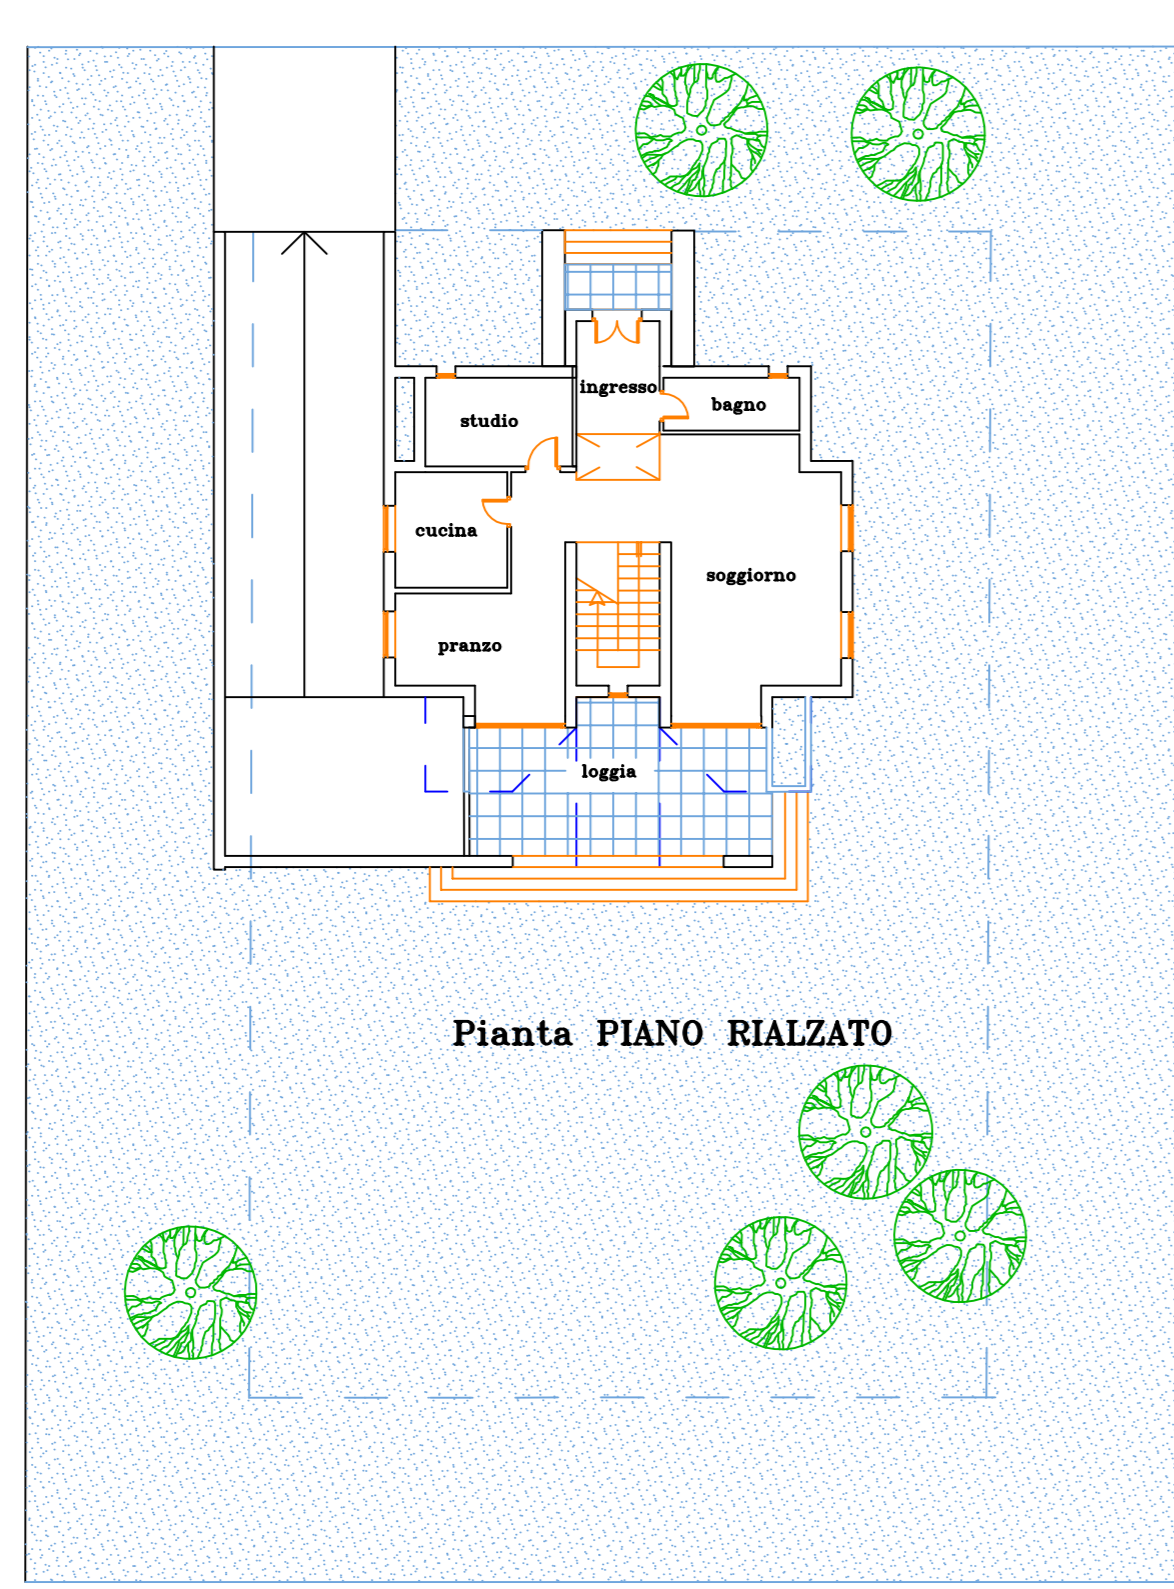 ingresso
bagno
studio
cucina
soggiorno
pranzo
loggia
Pianta PIANO RIALZATO